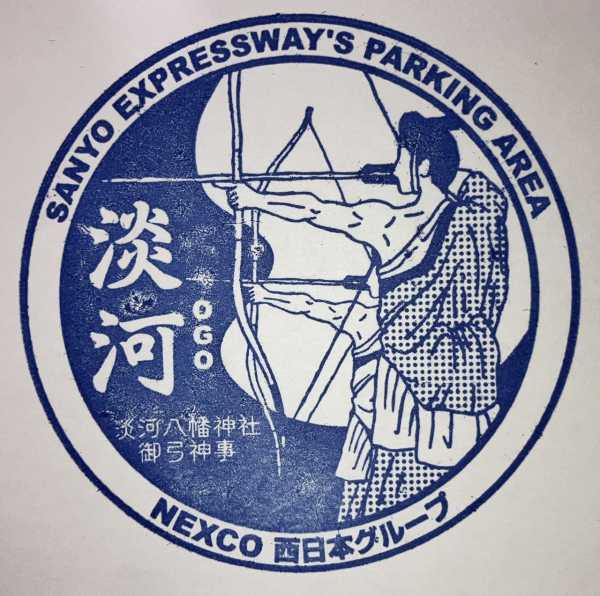 SANYO EXPRESSWAY'S PARKING AREA
淡河
OGO
淡河八幡神社
御弓神事
NEXCO 西日本グループ